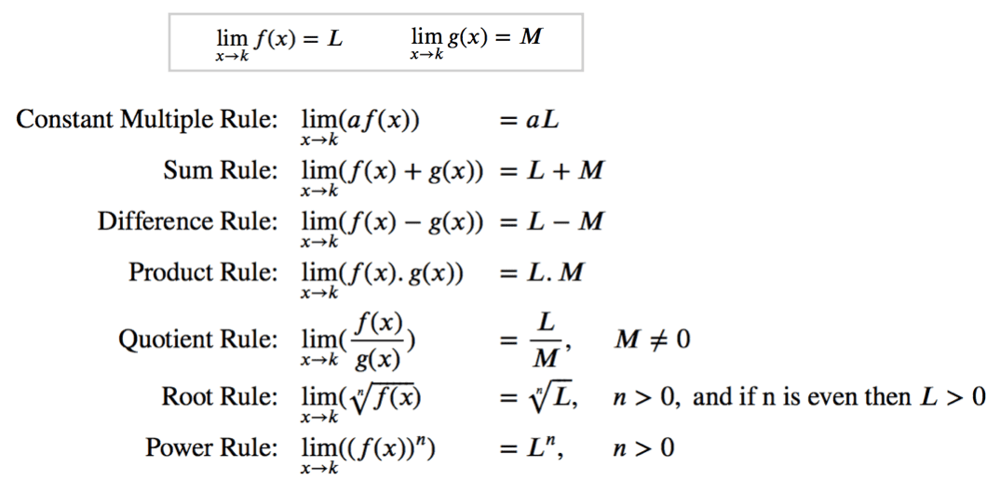 lim x→k f(x) = L lim x→k g(x) = M
Constant Multiple Rule: lim x→k (af(x)) = aL
Sum Rule: lim x→k (f(x) + g(x)) = L + M
Difference Rule: lim x→k (f(x) − g(x)) = L − M
Product Rule: lim x→k (f(x). g(x)) = L. M
Quotient Rule: lim x→k (f(x)/g(x)) = L/M, M ≠ 0
Root Rule: lim x→k (ⁿ√f(x) = ⁿ√L, n > 0, and if n is even then L > 0
Power Rule: lim x→k ((f(x))ⁿ) = Lⁿ, n > 0